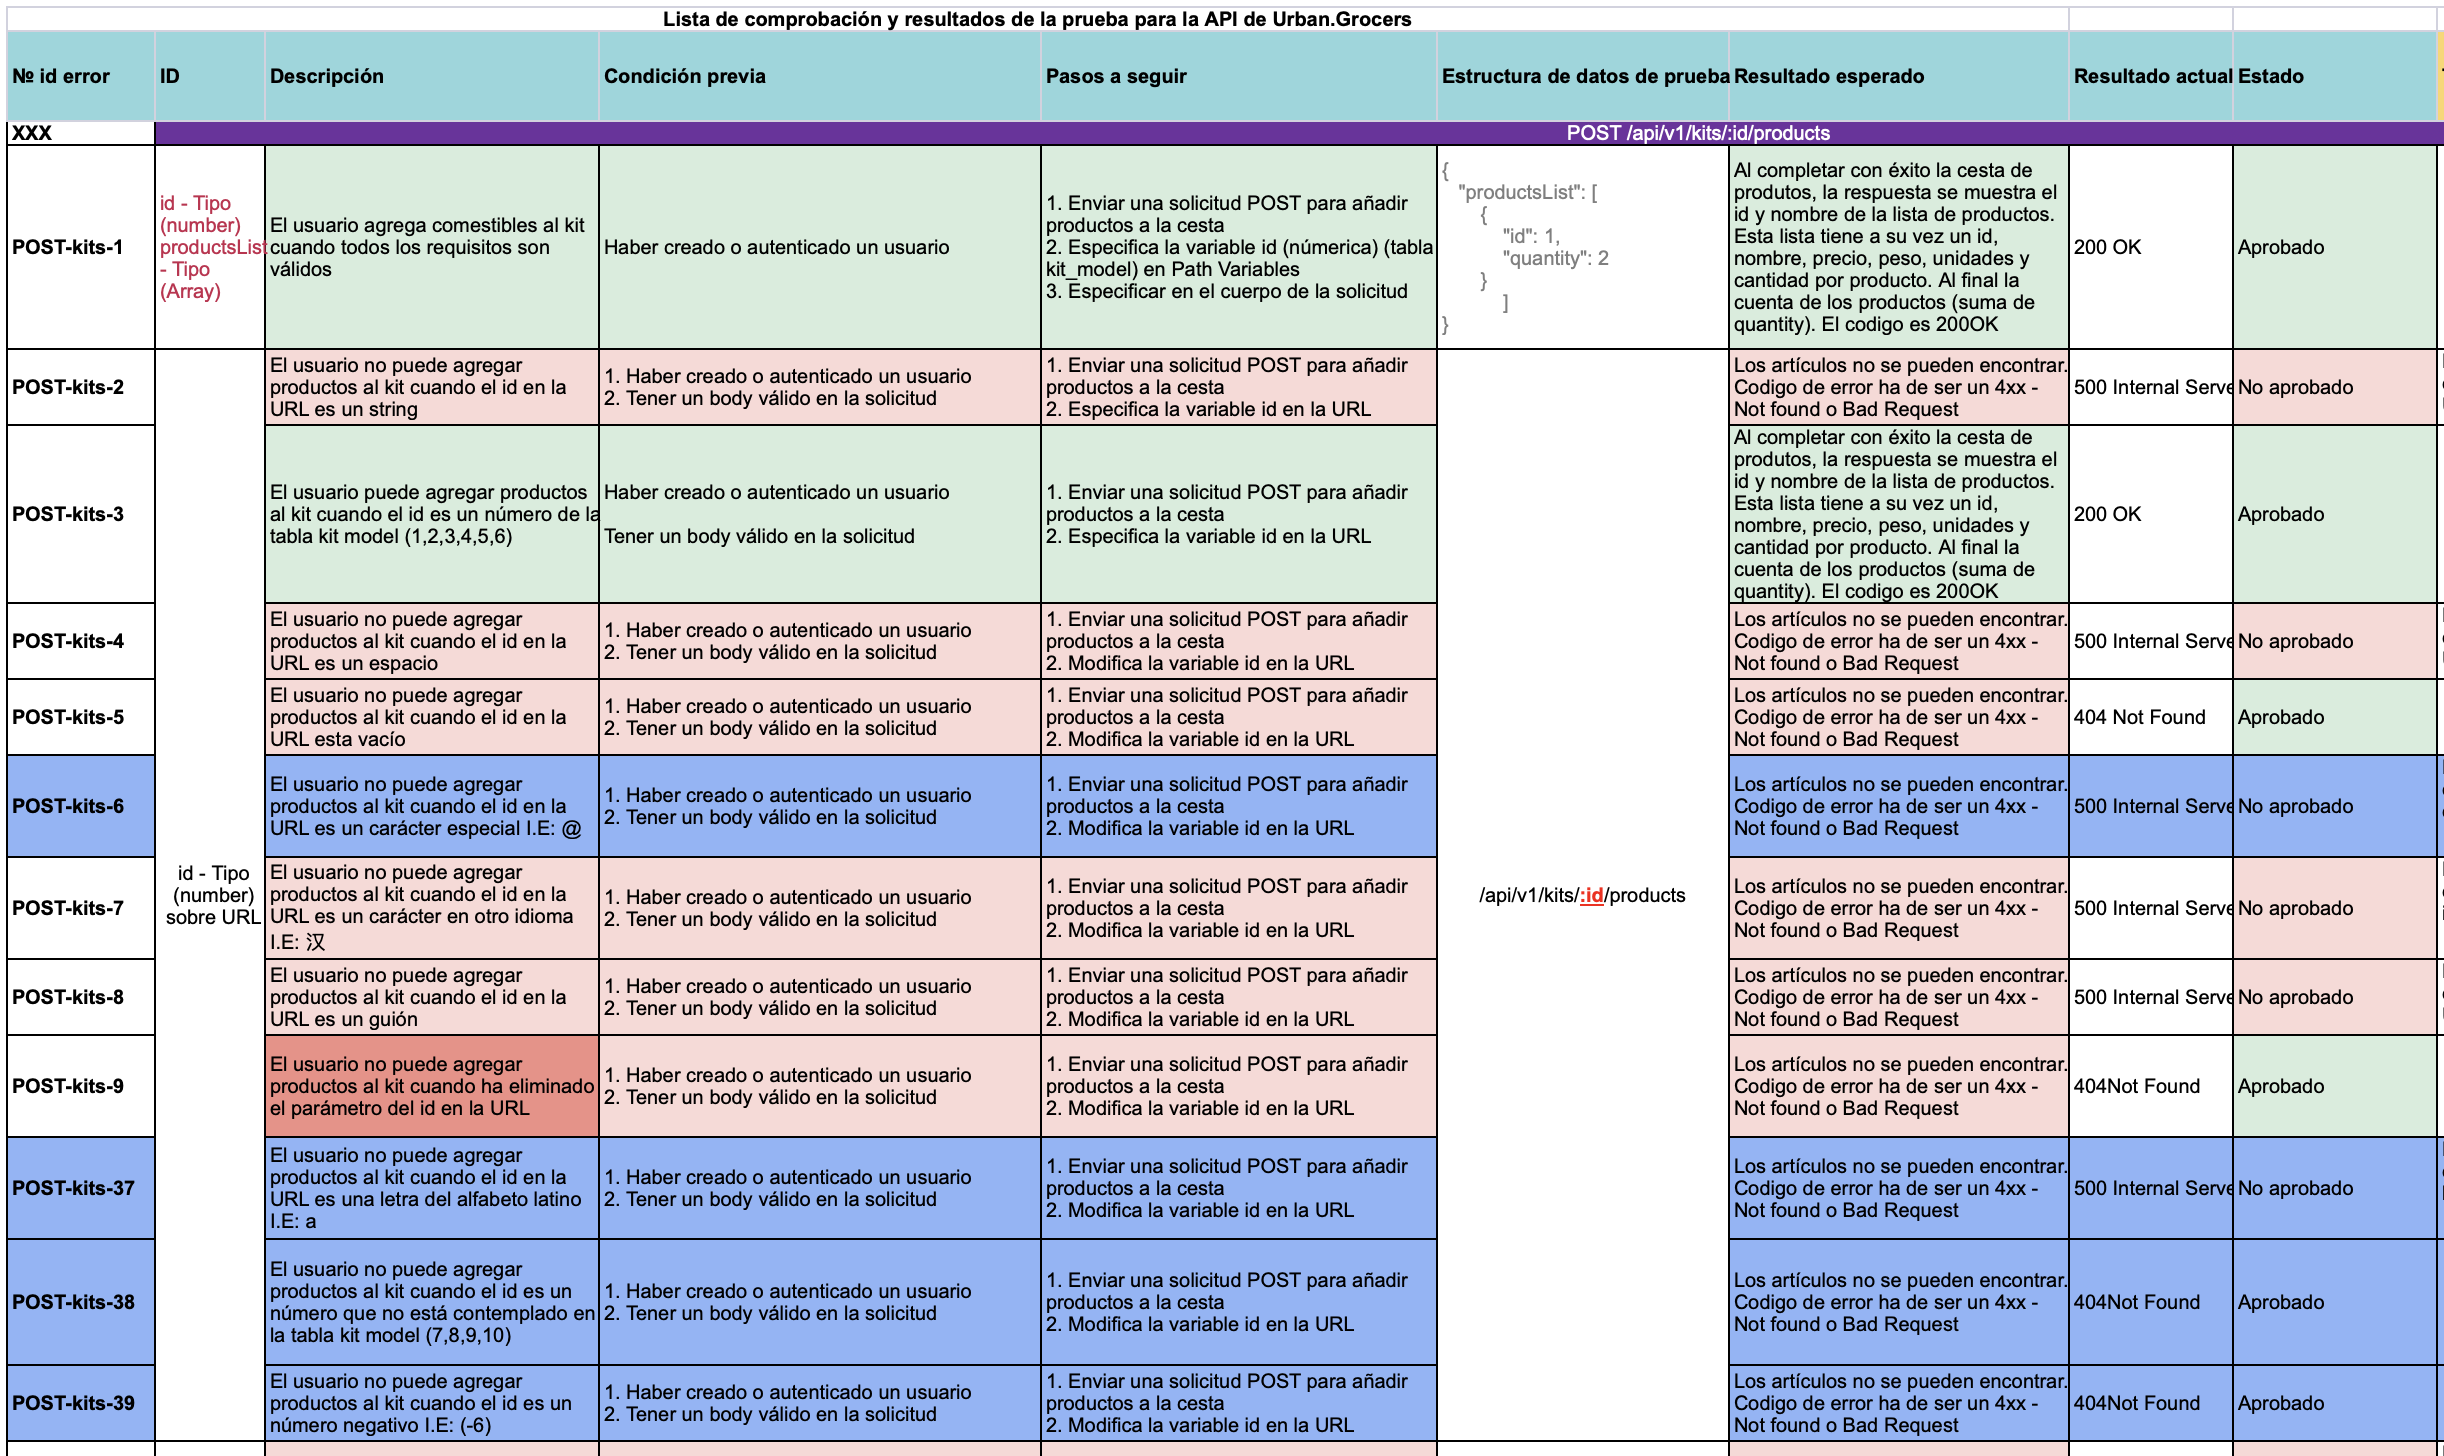 Lista de comprobación y resultados de la prueba para la API de Urban.Grocers
№ id error
ID
Descripción
Condición previa
Pasos a seguir
Estructura de datos de prueba
Resultado esperado
Resultado actual
Estado
XXX
POST /api/v1/kits/:id/products
POST-kits-1
id - Tipo
(number)
productsList
- Tipo
(Array)
El usuario agrega comestibles al kit
cuando todos los requisitos son
válidos
Haber creado o autenticado un usuario
1. Enviar una solicitud POST para añadir
productos a la cesta
2. Especifica la variable id (númerica) (tabla
kit_model) en Path Variables
3. Especificar en el cuerpo de la solicitud
{
"productsList": [
{
"id": 1,
"quantity": 2
}
]
}
Al completar con éxito la cesta de
produtos, la respuesta se muestra el
id y nombre de la lista de productos.
Esta lista tiene a su vez un id,
nombre, precio, peso, unidades y
cantidad por producto. Al final la
cuenta de los productos (suma de
quantity). El codigo es 200OK
200 OK
Aprobado
id - Tipo
(number)
sobre URL
/api/v1/kits/:id/products
POST-kits-2
El usuario no puede agregar
productos al kit cuando el id en la
URL es un string
1. Haber creado o autenticado un usuario
2. Tener un body válido en la solicitud
1. Enviar una solicitud POST para añadir
productos a la cesta
2. Especifica la variable id en la URL
Los artículos no se pueden encontrar.
Codigo de error ha de ser un 4xx -
Not found o Bad Request
500 Internal Serve
No aprobado
POST-kits-3
El usuario puede agregar productos
al kit cuando el id es un número de la
tabla kit model (1,2,3,4,5,6)
Haber creado o autenticado un usuario
Tener un body válido en la solicitud
1. Enviar una solicitud POST para añadir
productos a la cesta
2. Especifica la variable id en la URL
Al completar con éxito la cesta de
produtos, la respuesta se muestra el
id y nombre de la lista de productos.
Esta lista tiene a su vez un id,
nombre, precio, peso, unidades y
cantidad por producto. Al final la
cuenta de los productos (suma de
quantity). El codigo es 200OK
200 OK
Aprobado
POST-kits-4
El usuario no puede agregar
productos al kit cuando el id en la
URL es un espacio
1. Haber creado o autenticado un usuario
2. Tener un body válido en la solicitud
1. Enviar una solicitud POST para añadir
productos a la cesta
2. Modifica la variable id en la URL
Los artículos no se pueden encontrar.
Codigo de error ha de ser un 4xx -
Not found o Bad Request
500 Internal Serve
No aprobado
POST-kits-5
El usuario no puede agregar
productos al kit cuando el id en la
URL esta vacío
1. Haber creado o autenticado un usuario
2. Tener un body válido en la solicitud
1. Enviar una solicitud POST para añadir
productos a la cesta
2. Modifica la variable id en la URL
Los artículos no se pueden encontrar.
Codigo de error ha de ser un 4xx -
Not found o Bad Request
404 Not Found
Aprobado
POST-kits-6
El usuario no puede agregar
productos al kit cuando el id en la
URL es un carácter especial I.E: @
1. Haber creado o autenticado un usuario
2. Tener un body válido en la solicitud
1. Enviar una solicitud POST para añadir
productos a la cesta
2. Modifica la variable id en la URL
Los artículos no se pueden encontrar.
Codigo de error ha de ser un 4xx -
Not found o Bad Request
500 Internal Serve
No aprobado
POST-kits-7
El usuario no puede agregar
productos al kit cuando el id en la
URL es un carácter en otro idioma
I.E: 汉
1. Haber creado o autenticado un usuario
2. Tener un body válido en la solicitud
1. Enviar una solicitud POST para añadir
productos a la cesta
2. Modifica la variable id en la URL
Los artículos no se pueden encontrar.
Codigo de error ha de ser un 4xx -
Not found o Bad Request
500 Internal Serve
No aprobado
POST-kits-8
El usuario no puede agregar
productos al kit cuando el id en la
URL es un guión
1. Haber creado o autenticado un usuario
2. Tener un body válido en la solicitud
1. Enviar una solicitud POST para añadir
productos a la cesta
2. Modifica la variable id en la URL
Los artículos no se pueden encontrar.
Codigo de error ha de ser un 4xx -
Not found o Bad Request
500 Internal Serve
No aprobado
POST-kits-9
El usuario no puede agregar
productos al kit cuando ha eliminado
el parámetro del id en la URL
1. Haber creado o autenticado un usuario
2. Tener un body válido en la solicitud
1. Enviar una solicitud POST para añadir
productos a la cesta
2. Modifica la variable id en la URL
Los artículos no se pueden encontrar.
Codigo de error ha de ser un 4xx -
Not found o Bad Request
404Not Found
Aprobado
POST-kits-37
El usuario no puede agregar
productos al kit cuando el id en la
URL es una letra del alfabeto latino
I.E: a
1. Haber creado o autenticado un usuario
2. Tener un body válido en la solicitud
1. Enviar una solicitud POST para añadir
productos a la cesta
2. Modifica la variable id en la URL
Los artículos no se pueden encontrar.
Codigo de error ha de ser un 4xx -
Not found o Bad Request
500 Internal Serve
No aprobado
POST-kits-38
El usuario no puede agregar
productos al kit cuando el id es un
número que no está contemplado en
la tabla kit model (7,8,9,10)
1. Haber creado o autenticado un usuario
2. Tener un body válido en la solicitud
1. Enviar una solicitud POST para añadir
productos a la cesta
2. Modifica la variable id en la URL
Los artículos no se pueden encontrar.
Codigo de error ha de ser un 4xx -
Not found o Bad Request
404Not Found
Aprobado
POST-kits-39
El usuario no puede agregar
productos al kit cuando el id es un
número negativo I.E: (-6)
1. Haber creado o autenticado un usuario
2. Tener un body válido en la solicitud
1. Enviar una solicitud POST para añadir
productos a la cesta
2. Modifica la variable id en la URL
Los artículos no se pueden encontrar.
Codigo de error ha de ser un 4xx -
Not found o Bad Request
404Not Found
Aprobado